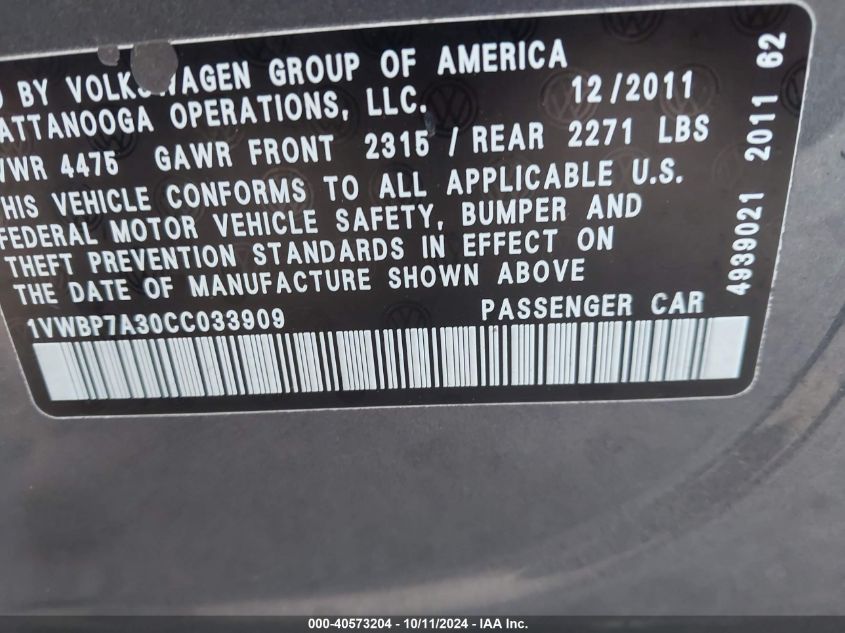 BY VOLKSWAGEN GROUP OF AMERICA
ATTANOOGA OPERATIONS, LLC. 12/2011
VWR 4475 GAWR FRONT 2315 / REAR 2271 LBS
HIS VEHICLE CONFORMS TO ALL APPLICABLE U.S.
FEDERAL MOTOR VEHICLE SAFETY, BUMPER AND
THEFT PREVENTION STANDARDS IN EFFECT ON
THE DATE OF MANUFACTURE SHOWN ABOVE
1VWBP7A30CC033909 PASSENGER CAR
4939021 2011 62
000-40573204 - 10/11/2024 - IAA Inc.